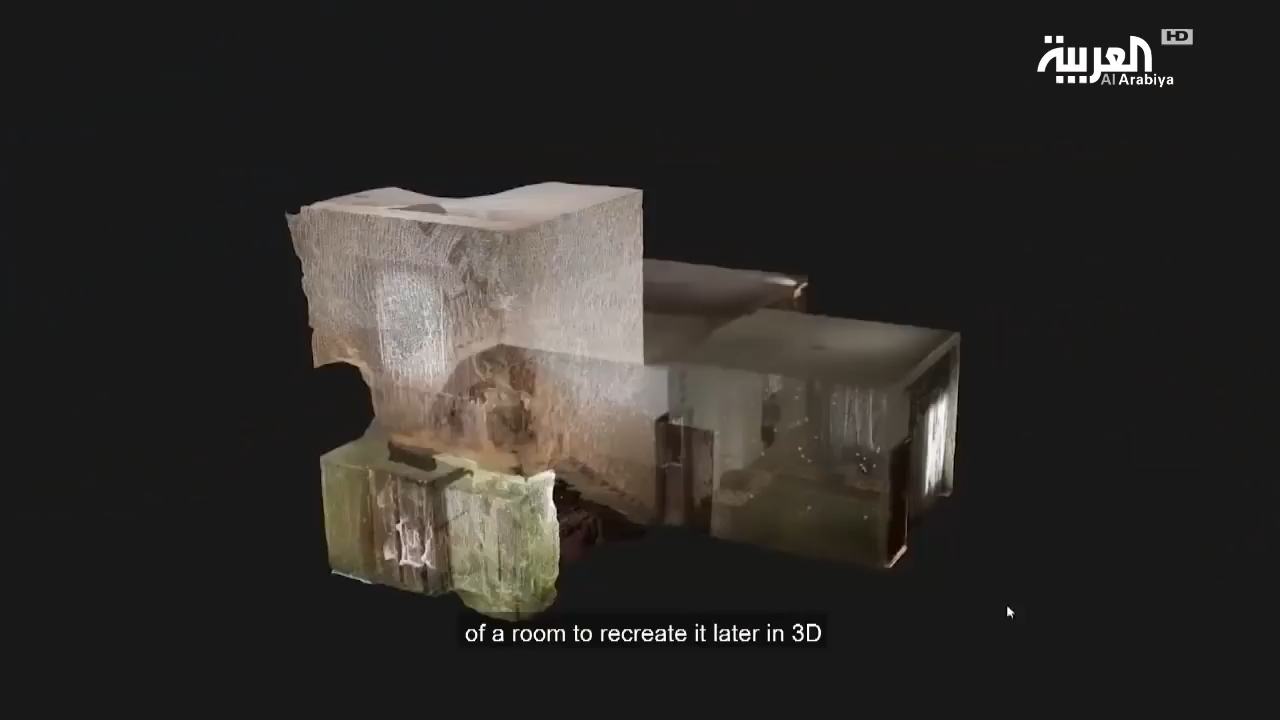 HD
العربية
Al Arabiya
of a room to recreate it later in 3D